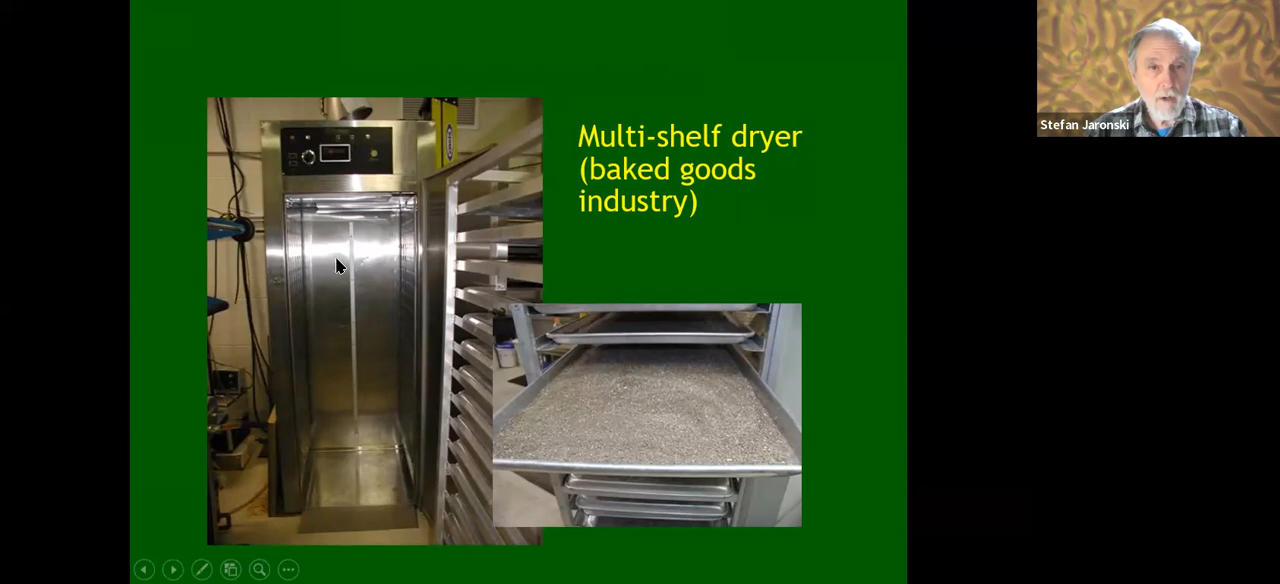 Multi-shelf dryer
(baked goods
industry)
Stefan Jaronski